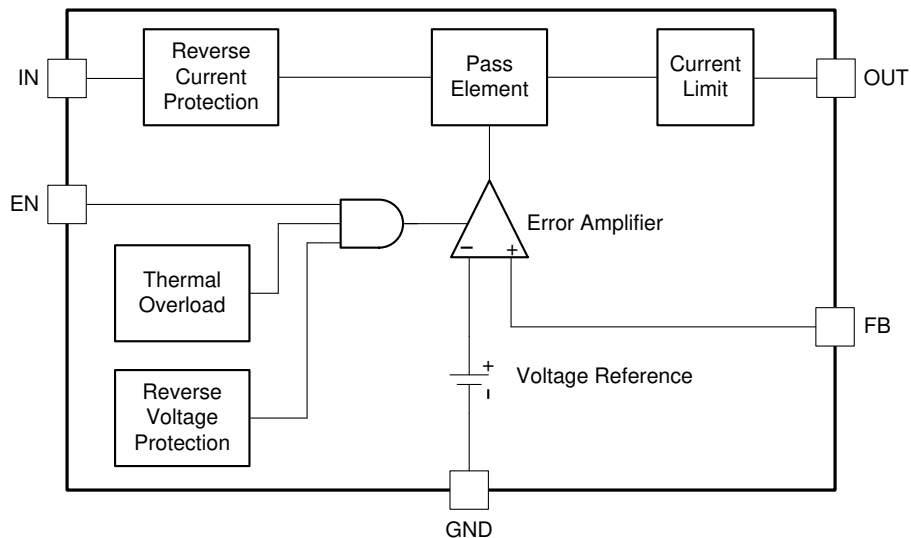 IN
Reverse
Current
Protection
Pass
Element
Current
Limit
OUT
EN
Error Amplifier
− +
Thermal
Overload
FB
+
Voltage Reference
Reverse
Voltage
Protection
GND